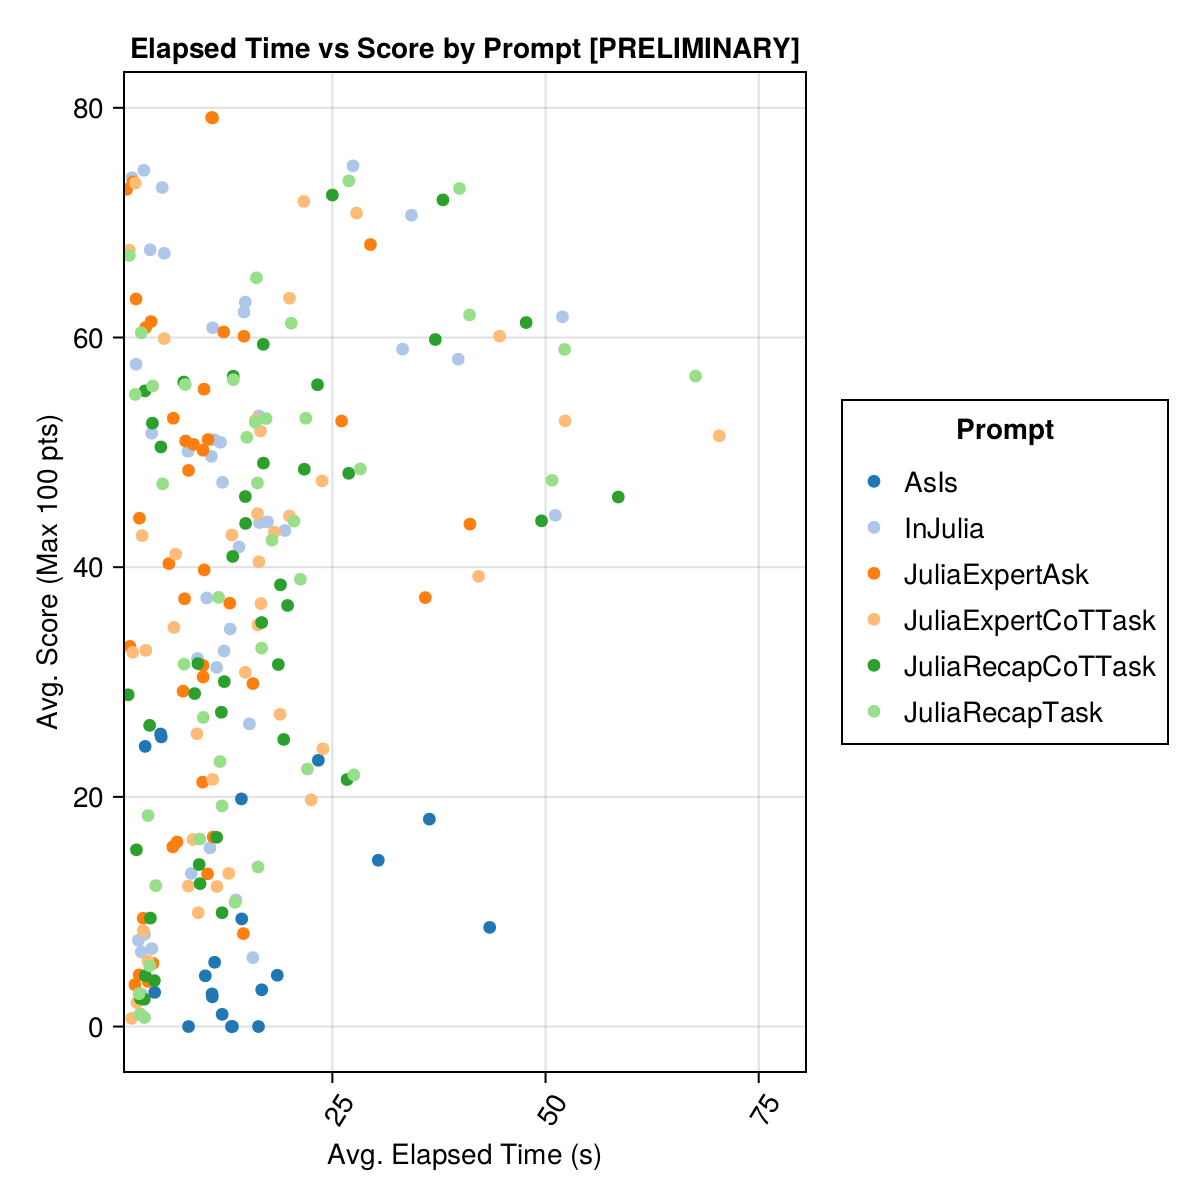 Elapsed Time vs Score by Prompt [PRELIMINARY]
80
60
40
20
0
Avg. Score (Max 100 pts)
25
50
75
Avg. Elapsed Time (s)
Prompt
AsIs
InJulia
JuliaExpertAsk
JuliaExpertCoTTask
JuliaRecapCoTTask
JuliaRecapTask